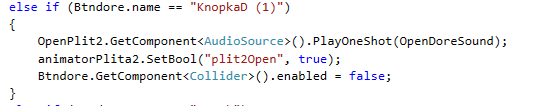 else if (Btndore.name == "KnopkaD (1)")
{
OpenPlit2.GetComponent<AudioSource>().PlayOneShot(OpenDoreSound);
animatorPlita2.SetBool("plit2Open", true);
Btndore.GetComponent<Collider>().enabled = false;
}